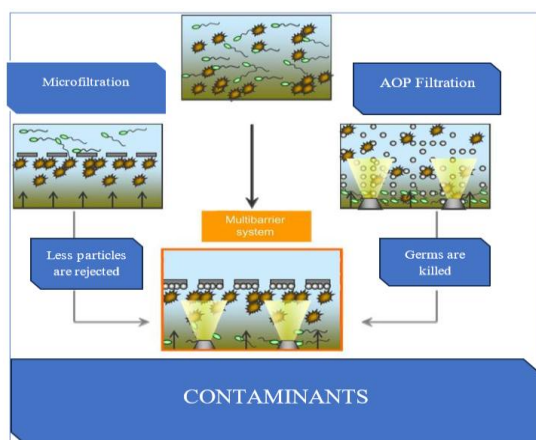 Microfiltration
AOP Filtration
Multibarrier
system
Less particles
are rejected
Germs are
killed
CONTAMINANTS